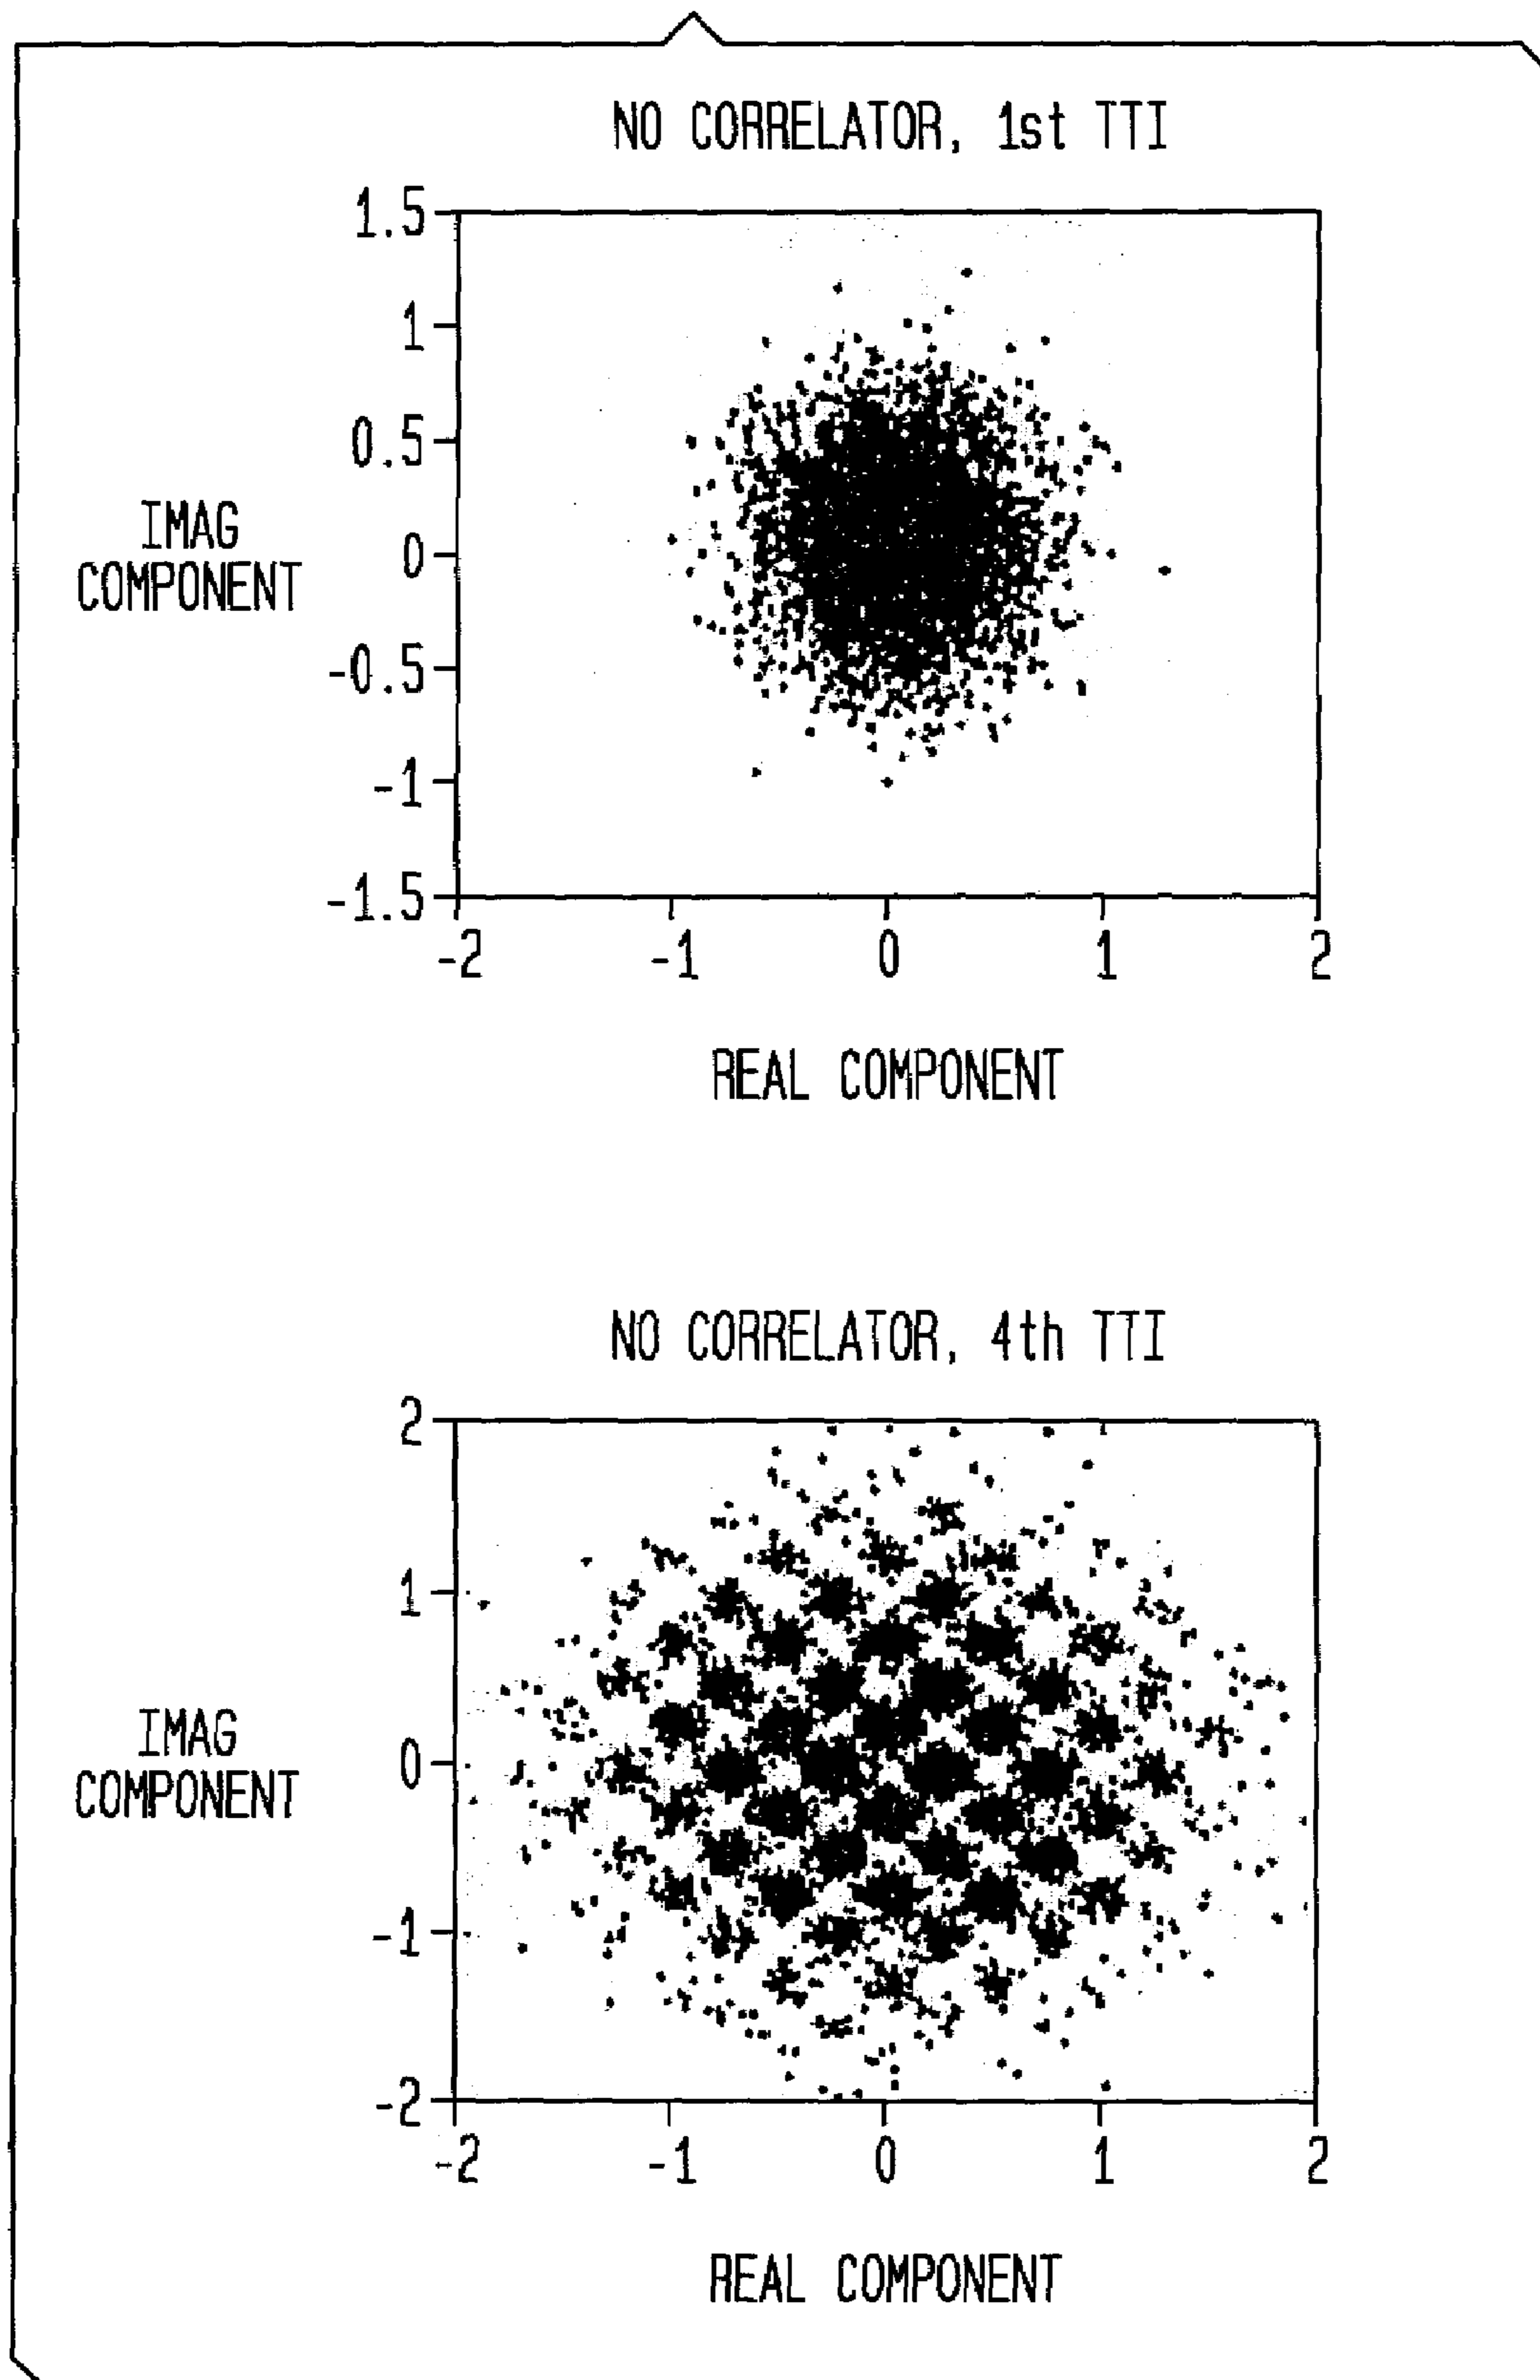 NO CORRELATOR, 1st TTI
1.5
1
0.5
0
-0.5
-1
-1.5
IMAG
COMPONENT
-2 -1 0 1 2
REAL COMPONENT
NO CORRELATOR, 4th TTI
2
1
0
-1
-2
IMAG
COMPONENT
-2 -1 0 1 2
REAL COMPONENT